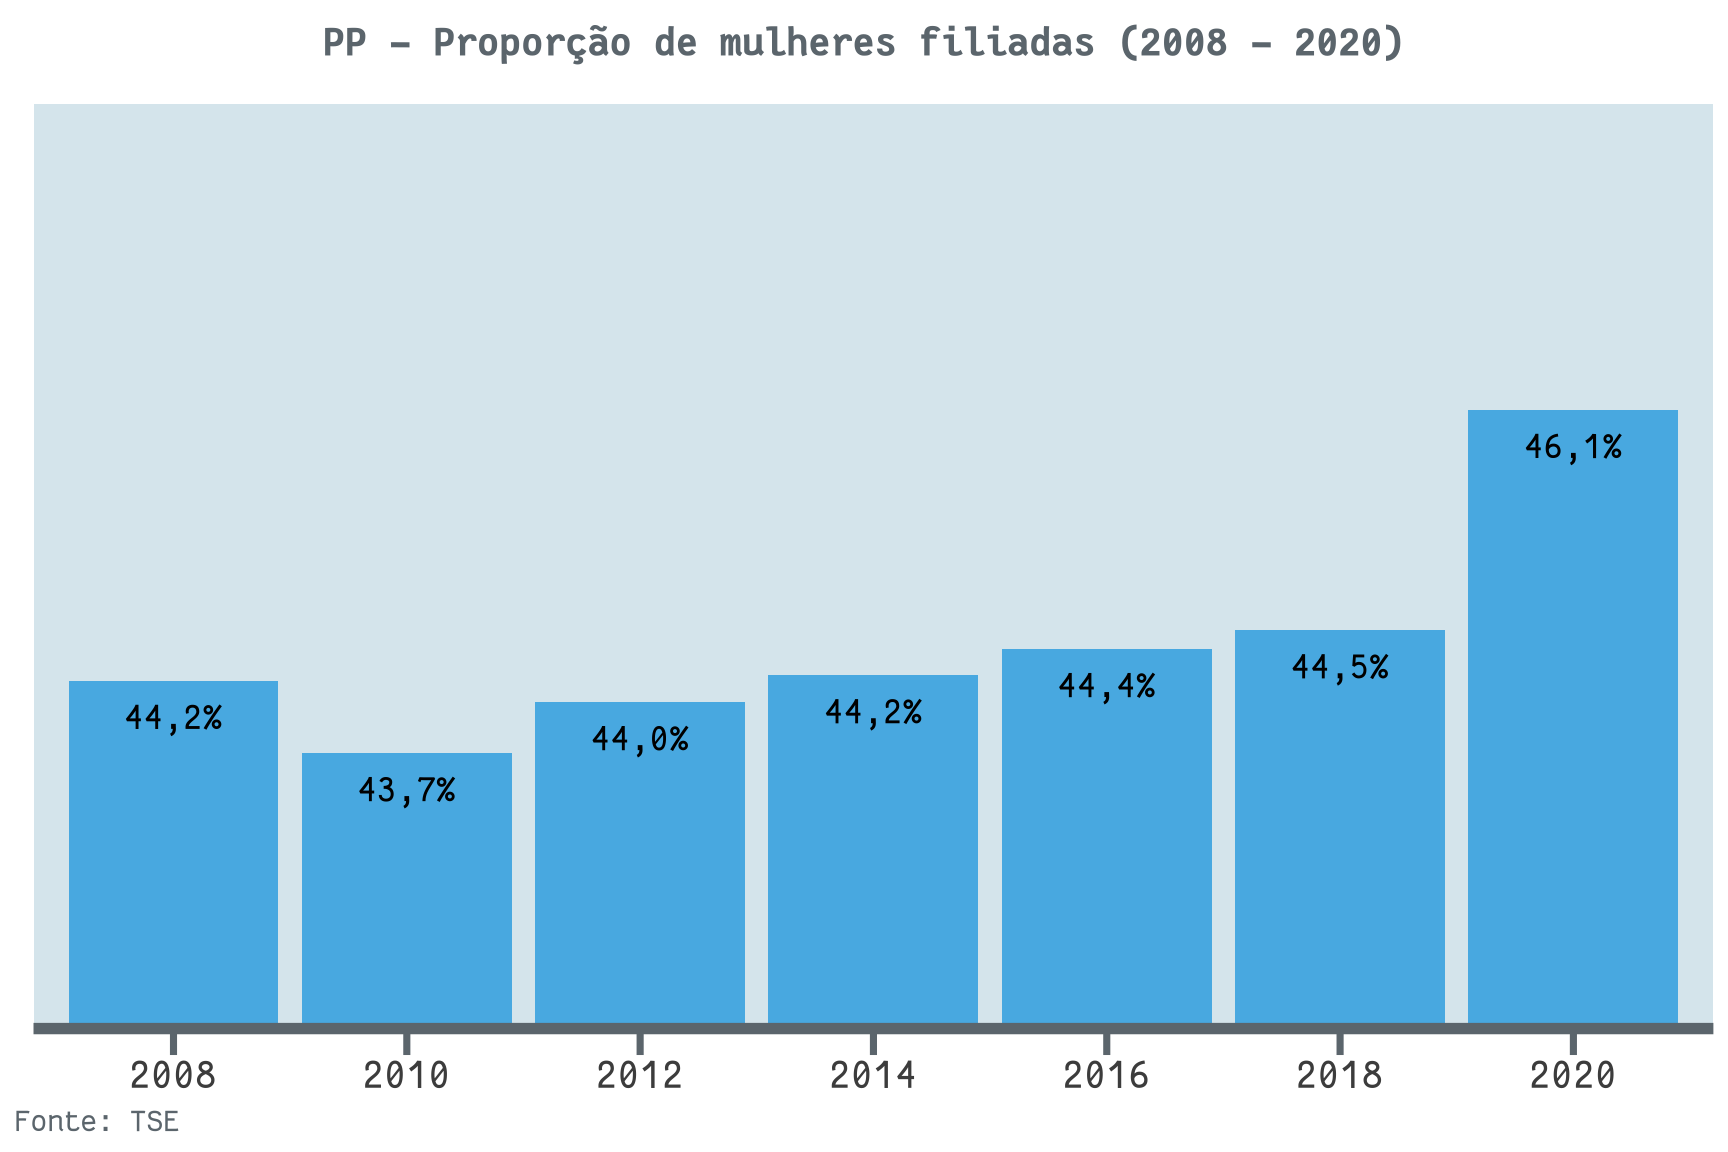 PP – Proporção de mulheres filiadas (2008 – 2020)
46,1%
44,5%
44,4%
44,2%
44,2%
44,0%
43,7%
2008 2010 2012 2014 2016 2018 2020
Fonte: TSE